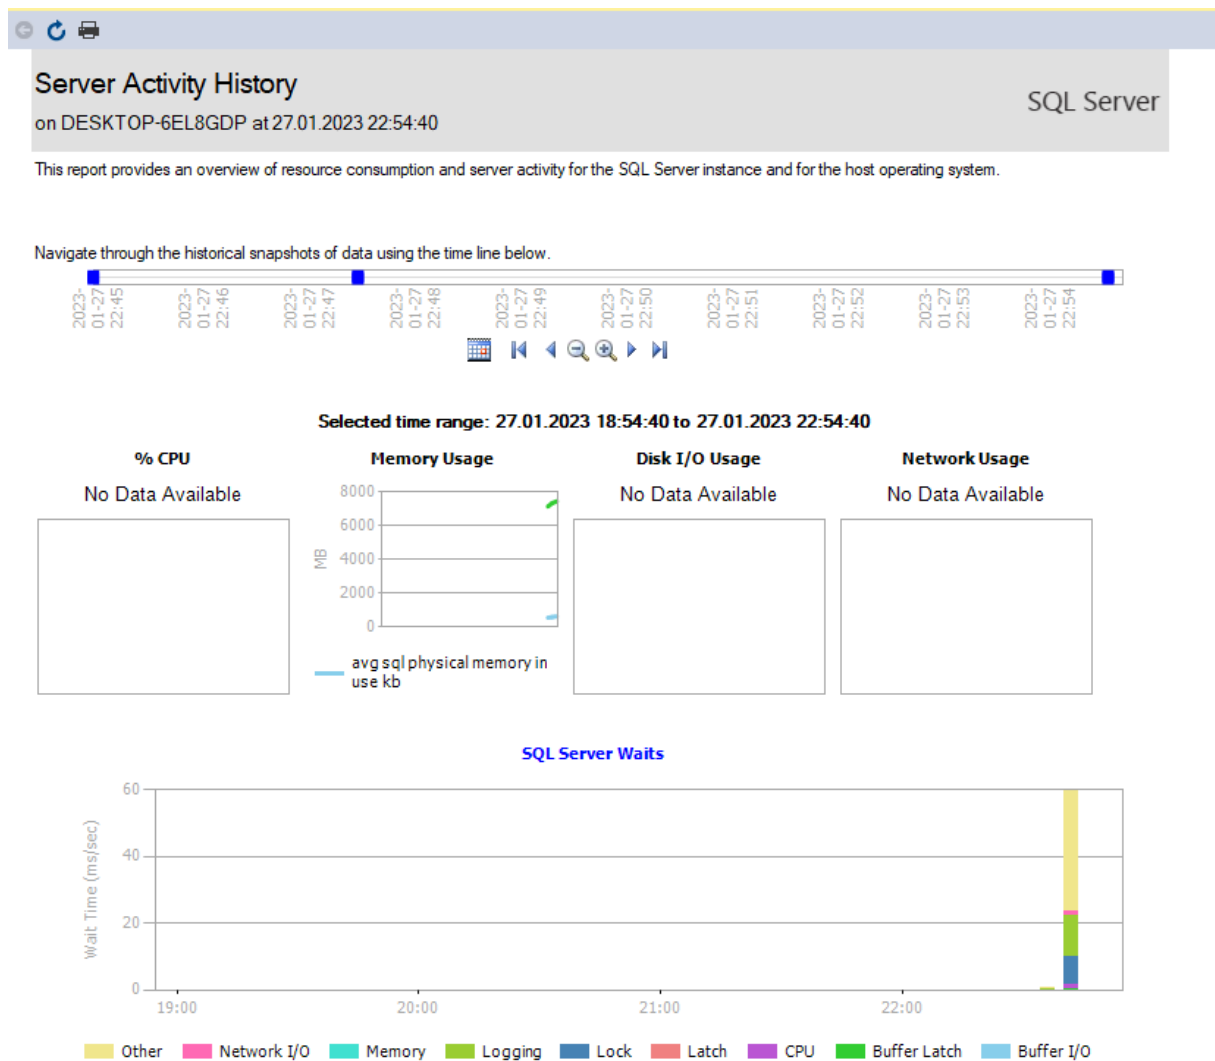 Server Activity History
on DESKTOP-6EL8GDP at 27.01.2023 22:54:40
SQL Server
This report provides an overview of resource consumption and server activity for the SQL Server instance and for the host operating system.
Navigate through the historical snapshots of data using the time line below.
2023-01-27 22:45
2023-01-27 22:46
2023-01-27 22:47
2023-01-27 22:48
2023-01-27 22:49
2023-01-27 22:50
2023-01-27 22:51
2023-01-27 22:52
2023-01-27 22:53
2023-01-27 22:54
Selected time range: 27.01.2023 18:54:40 to 27.01.2023 22:54:40
% CPU
No Data Available
Memory Usage
8000
6000
4000
2000
0
MB
avg sql physical memory in
use kb
Disk I/O Usage
No Data Available
Network Usage
No Data Available
SQL Server Waits
Wait Time (ms/sec)
60
40
20
0
19:00 20:00 21:00 22:00
Other Network I/O Memory Logging Lock Latch CPU Buffer Latch Buffer I/O